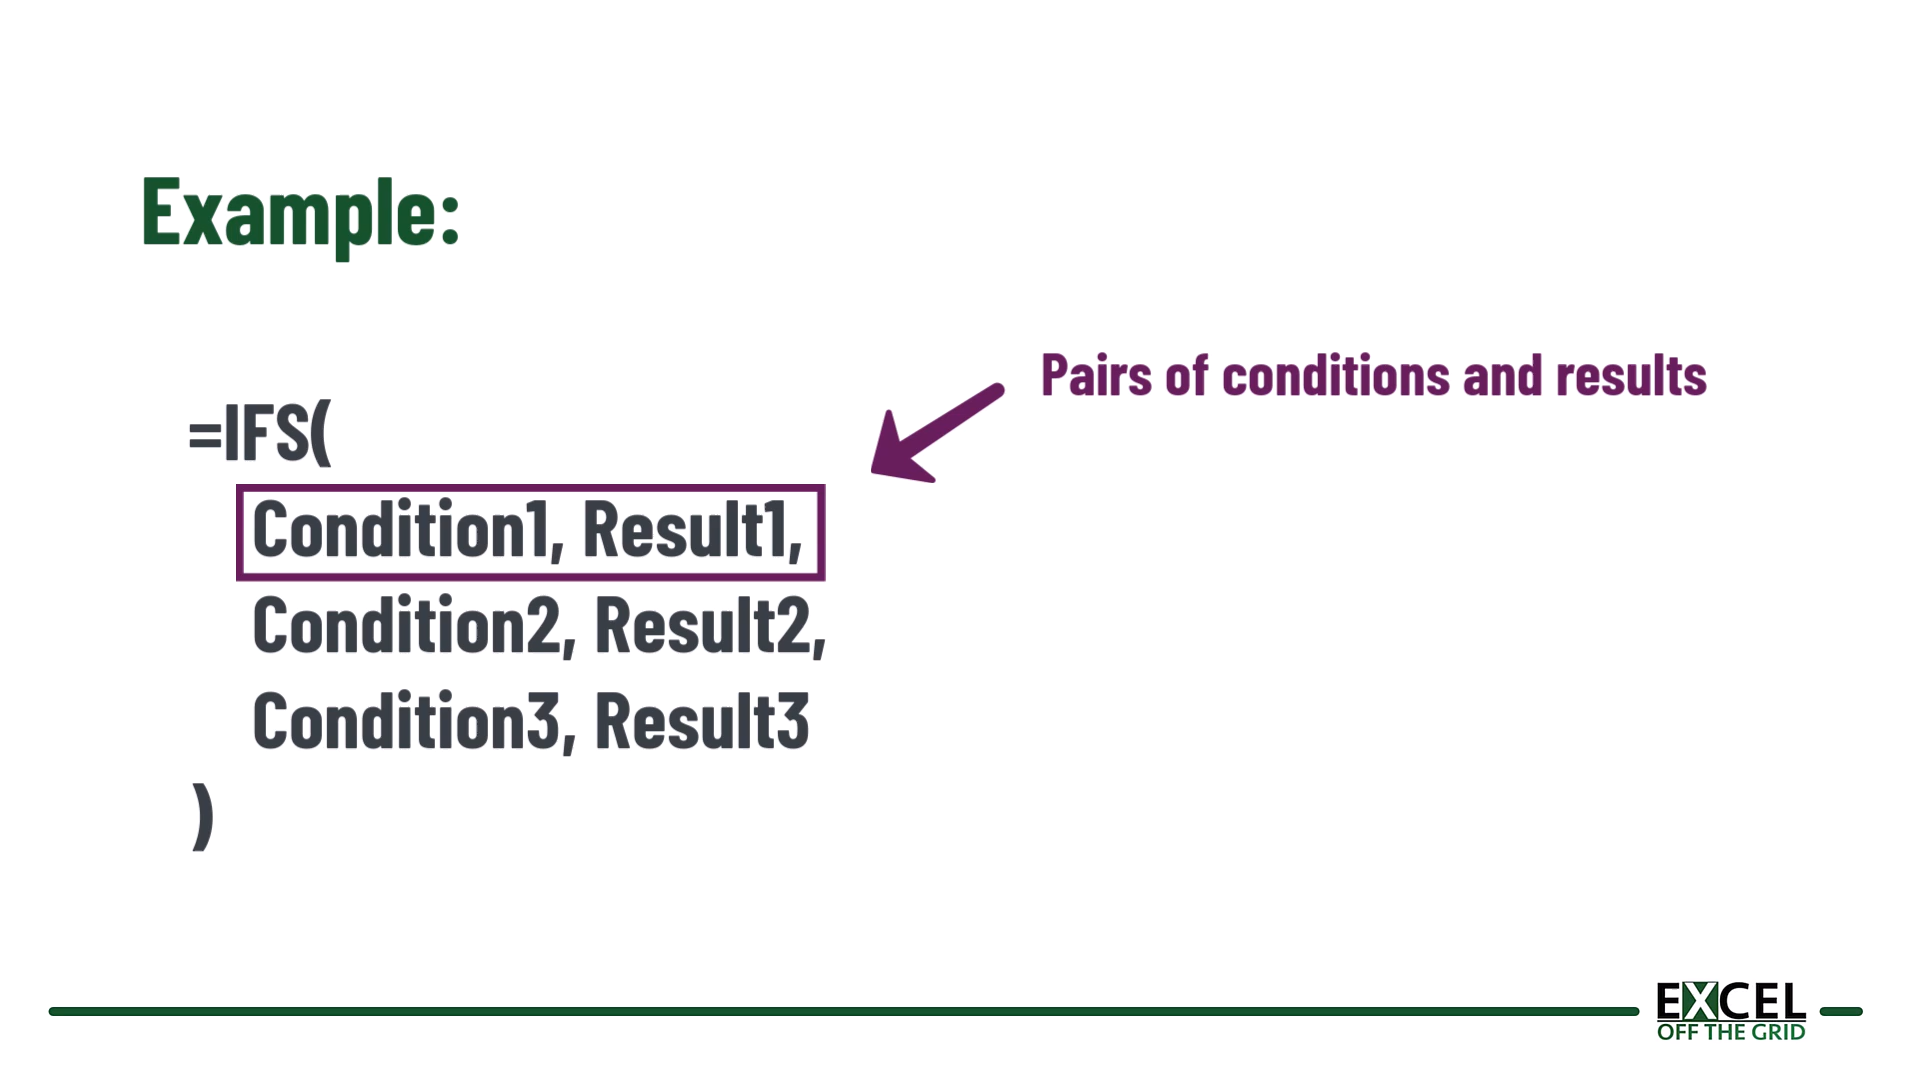 Example:
Pairs of conditions and results
=IFS(
Condition1, Result1,
Condition2, Result2,
Condition3, Result3
)
EXCEL
OFF THE GRID